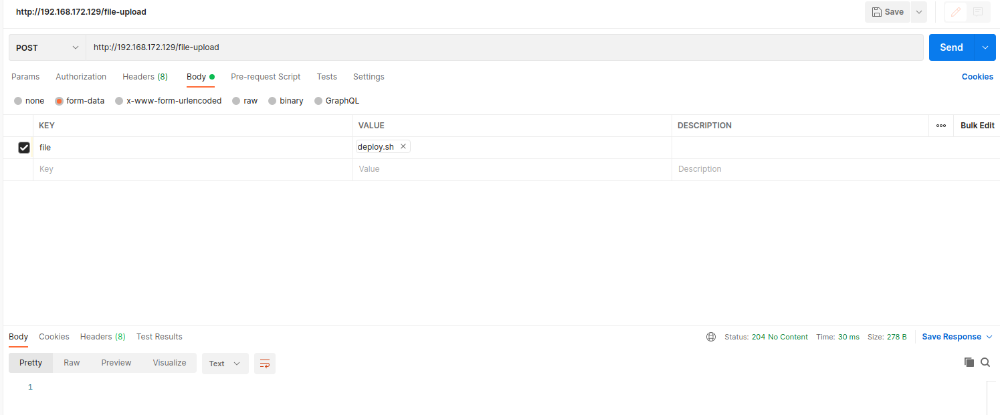 http://192.168.172.129/file-upload Save
POST http://192.168.172.129/file-upload Send
Params Authorization Headers (8) Body Pre-request Script Tests Settings Cookies
none form-data x-www-form-urlencoded raw binary GraphQL
KEY VALUE DESCRIPTION ooo Bulk Edit
file deploy.sh ×
Key Value Description
Body Cookies Headers (8) Test Results Status: 204 No Content Time: 30 ms Size: 278 B Save Response
Pretty Raw Preview Visualize Text
1